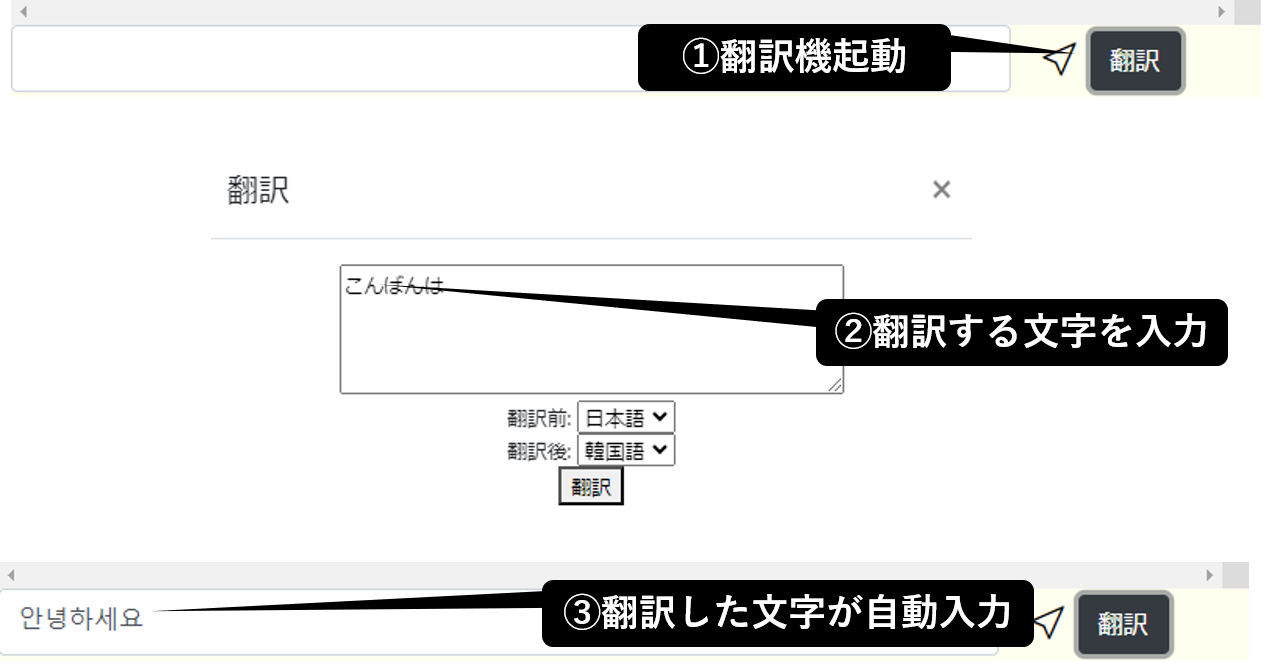 ①翻訳機起動
翻訳
翻訳
×
こんばんは
②翻訳する文字を入力
翻訳前: 日本語
翻訳後: 韓国語
翻訳
안녕하세요
③翻訳した文字が自動入力
翻訳